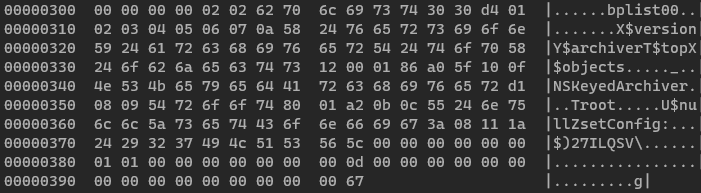 00000300  00 00 00 00 02 02 62 70  6c 69 73 74 30 30 d4 01  |......bplist00..|
00000310  02 03 04 05 06 07 0a 58  24 76 65 72 73 69 6f 6e  |.......X$version|
00000320  59 24 61 72 63 68 69 76  65 72 54 24 74 6f 70 58  |Y$archiverT$topX|
00000330  24 6f 62 6a 65 63 74 73  12 00 01 86 a0 5f 10 0f  |$objects....._..|
00000340  4e 53 4b 65 79 65 64 41  72 63 68 69 76 65 72 d1  |NSKeyedArchiver.|
00000350  08 09 54 72 6f 6f 74 80  01 a2 0b 0c 55 24 6e 75  |..Troot.....U$nu|
00000360  6c 6c 5a 73 65 74 43 6f  6e 66 69 67 3a 08 11 1a  |llZsetConfig:...|
00000370  24 29 32 37 49 4c 51 53  56 5c 00 00 00 00 00 00  |$)27ILQSV\......|
00000380  01 01 00 00 00 00 00 00  00 0d 00 00 00 00 00 00  |................|
00000390  00 00 00 00 00 00 00 00  00 67  |.........g|